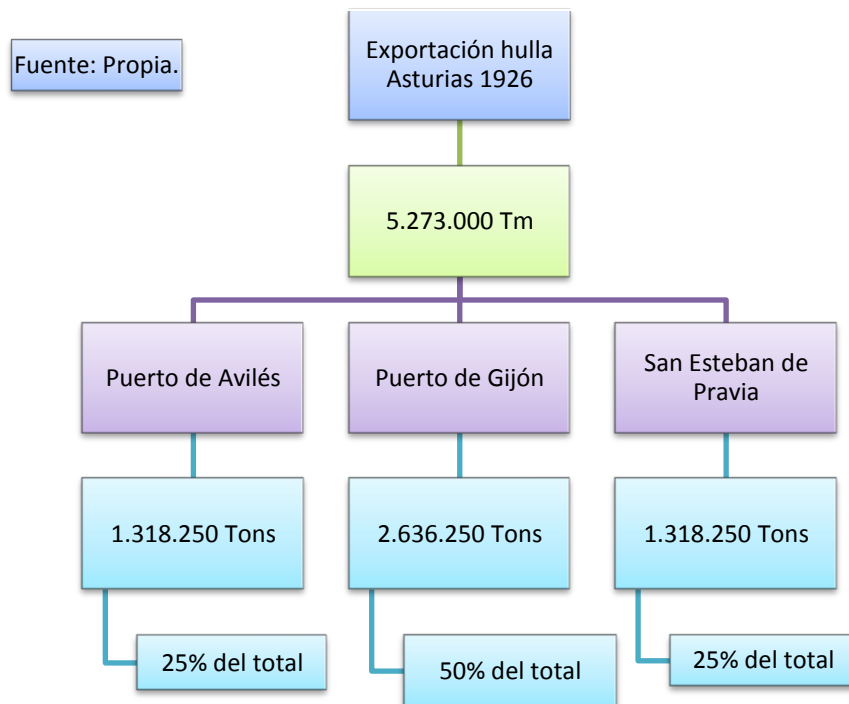 Fuente: Propia.
Exportación hulla
Asturias 1926
5.273.000 Tm
Puerto de Avilés
Puerto de Gijón
San Esteban de
Pravia
1.318.250 Tons
2.636.250 Tons
1.318.250 Tons
25% del total
50% del total
25% del total